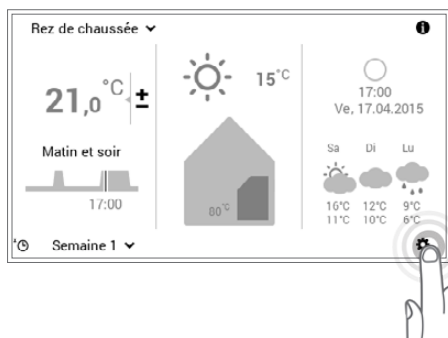 Rez de chaussée
21,0 °C ±
15°C
17:00
Ve, 17.04.2015
Matin et soir
17:00
80°C
Sa Di Lu
16°C 12°C 9°C
11°C 10°C 6°C
Semaine 1